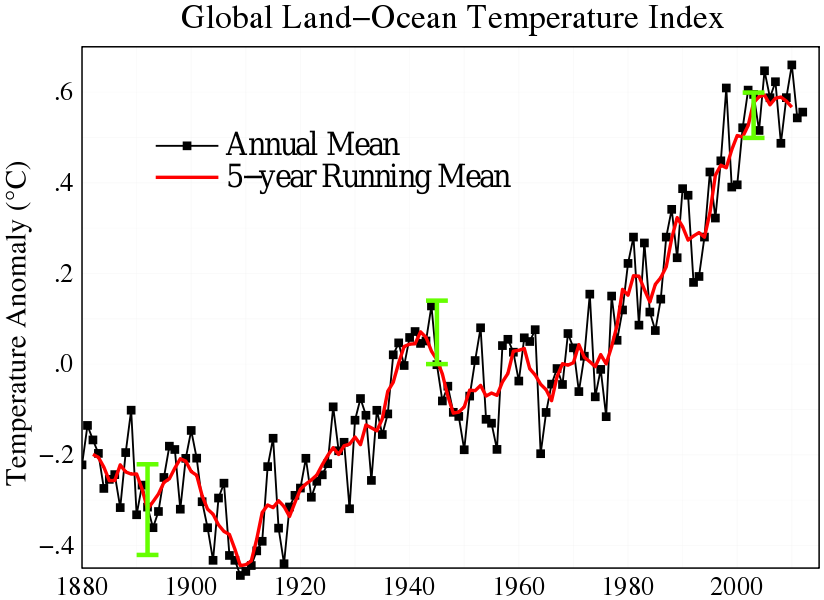 Global Land−Ocean Temperature Index
.6
.4
.2
.0
−.2
−.4
Temperature Anomaly (°C)
Annual Mean
5−year Running Mean
1880 1900 1920 1940 1960 1980 2000